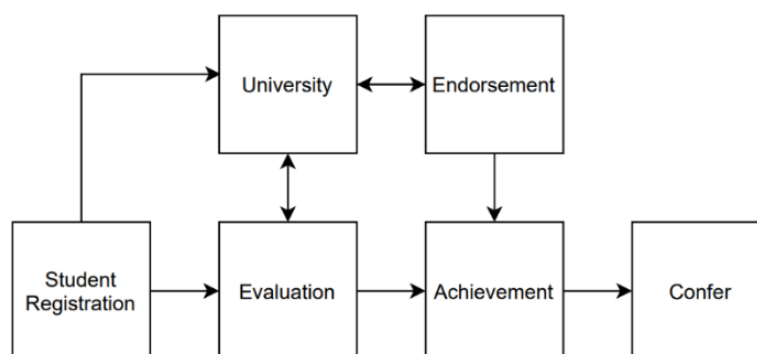 University
Endorsement
Student
Registration
Evaluation
Achievement
Confer